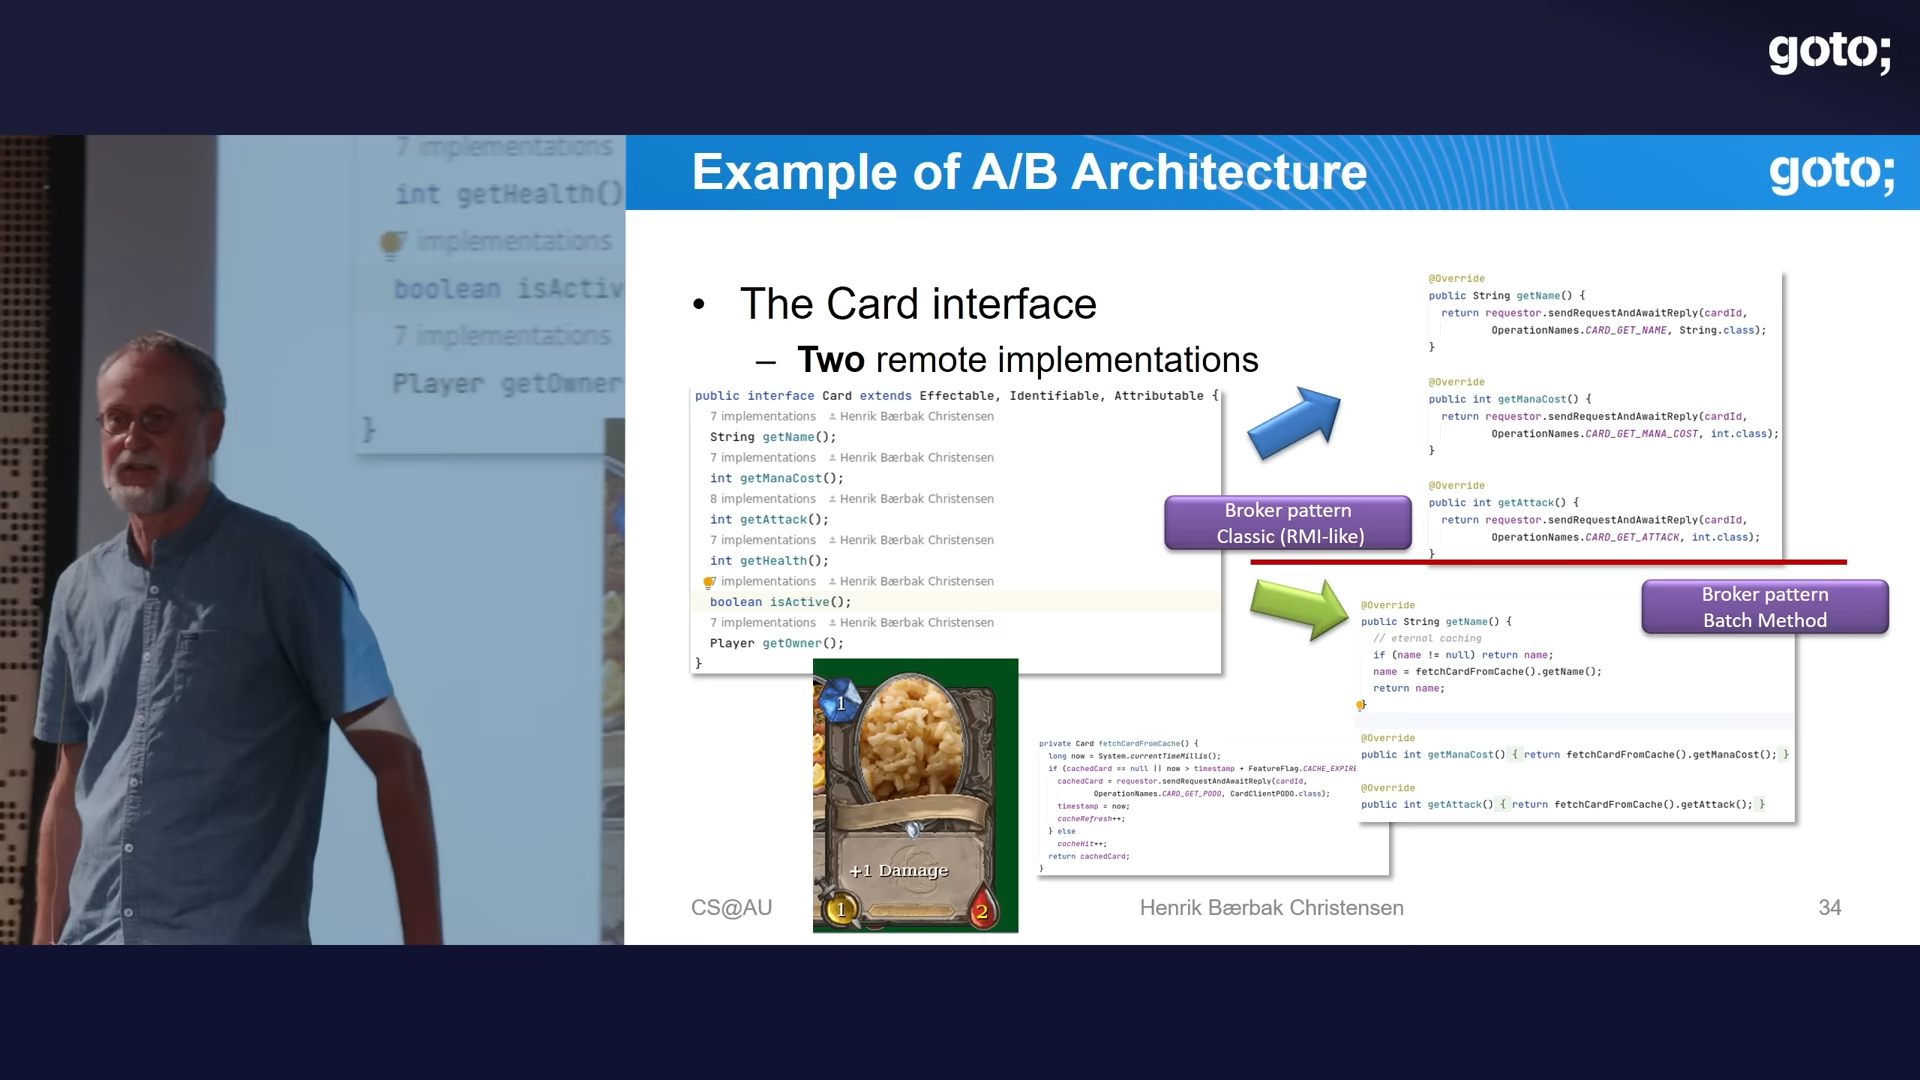 goto;
7 implementations
int getHealth()
7 implementations
boolean isActiv
7 implementations
Player getOwner
}
Example of A/B Architecture
goto;
• The Card interface
– Two remote implementations
public interface Card extends Effectable, Identifiable, Attributable {
7 implementations Henrik Bærbak Christensen
String getName();
7 implementations Henrik Bærbak Christensen
int getManaCost();
8 implementations Henrik Bærbak Christensen
int getAttack();
7 implementations Henrik Bærbak Christensen
int getHealth();
7 implementations Henrik Bærbak Christensen
boolean isActive();
7 implementations Henrik Bærbak Christensen
Player getOwner();
}
Broker pattern
Classic (RMI-like)
@Override
public String getName() {
return requestor.sendRequestAndAwaitReply(cardId,
OperationNames.CARD_GET_NAME, String.class);
}
@Override
public int getManaCost() {
return requestor.sendRequestAndAwaitReply(cardId,
OperationNames.CARD_GET_MANA_COST, int.class);
}
@Override
public int getAttack() {
return requestor.sendRequestAndAwaitReply(cardId,
OperationNames.CARD_GET_ATTACK, int.class);
}
Broker pattern
Batch Method
@Override
public String getName() {
// eternal caching
if (name != null) return name;
name = fetchCardFromCache().getName();
return name;
}
@Override
public int getManaCost() { return fetchCardFromCache().getManaCost(); }
@Override
public int getAttack() { return fetchCardFromCache().getAttack(); }
private Card fetchCardFromCache() {
long now = System.currentTimeMillis();
if (cachedCard == null || now > timestamp + FeatureFlag.CACHE_EXPIRE
cachedCard = requestor.sendRequestAndAwaitReply(cardId,
OperationNames.CARD_GET_PODO, CardClientPODO.class);
timestamp = now;
cacheRefresh++;
} else
cacheHit++;
return cachedCard;
}
1
+1 Damage
1
2
CS@AU
Henrik Bærbak Christensen
34